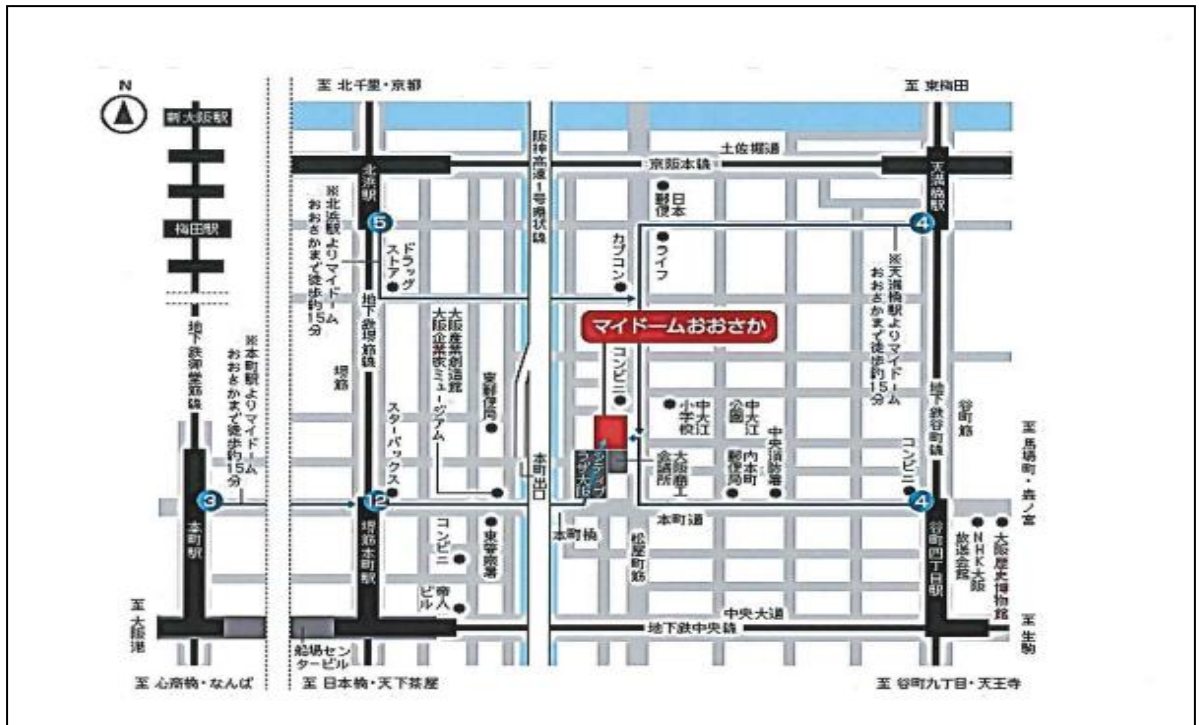 N
至 北千里・京都
至 東梅田
新大阪駅
梅田駅
北浜駅
阪神高速1号環状線
土佐堀通
京阪本線
天満橋駅
日本
郵便
5
4
※北浜駅よりマイドーム
おおさかまで徒歩約15分
ドラッグ
ストア
カプコン
ライフ
※天満橋駅よりマイドーム
おおさかまで徒歩約15分
マイドームおおさか
地下鉄御堂筋線
※本町駅よりマイドーム
おおさかまで徒歩約15分
堺筋
地下鉄堺筋線
大阪産業創造館
大阪企業家ミュージアム
東郵便局
コンビニ
地下鉄谷町線
谷町筋
スターバックス
本町出口
中大江
小学校
中大江
公園
大阪商工
会議所
内本町
郵便局
中央消防署
コンビニ
至 馬場町・森ノ宮
3
12
4
本町駅
堺筋本町駅
コンビニ
東警察署
本町橋
松屋町筋
本町通
谷町四丁目駅
NHK大阪
放送会館
大阪歴史博物館
帝人
ビル
中央大通
地下鉄中央線
至 大阪港
至 生駒
船場セン
タービル
至 心斎橋・なんば
至 日本橋・天下茶屋
至 谷町九丁目・天王寺